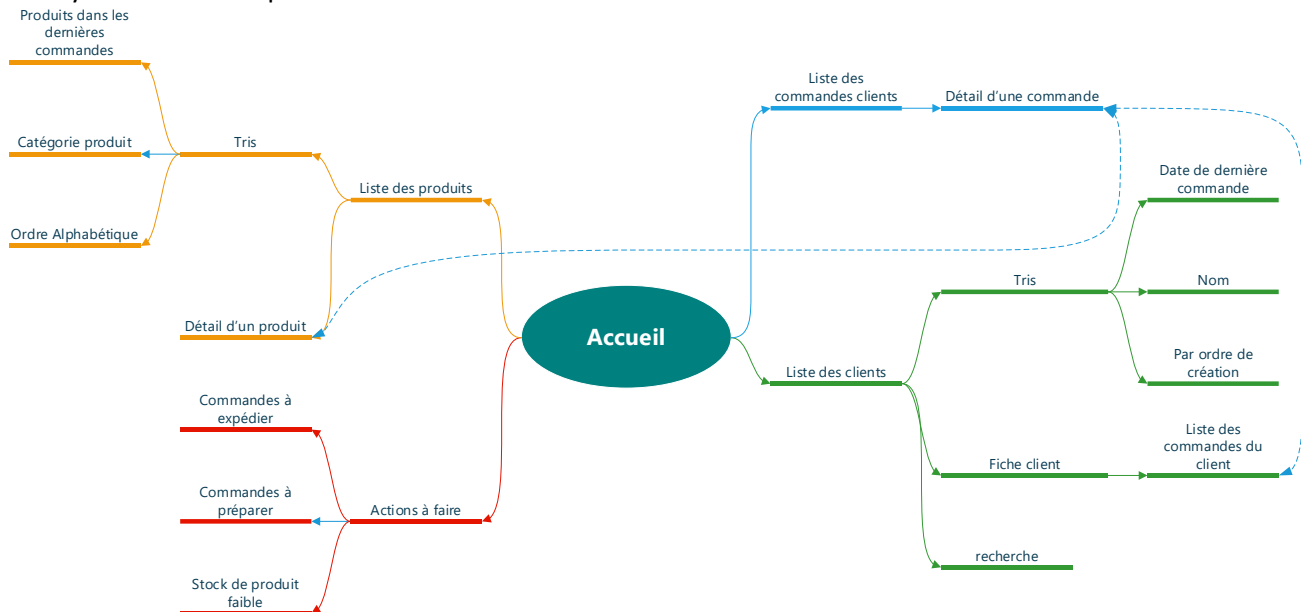 Produits dans les
dernières
commandes
Catégorie produit
Ordre Alphabétique
Tris
Liste des produits
Détail d'un produit
Commandes à
expédier
Commandes à
préparer
Stock de produit
faible
Actions à faire
Accueil
Liste des
commandes clients
Détail d'une commande
Liste des clients
Tris
Date de dernière
commande
Nom
Par ordre de
création
Fiche client
Liste des
commandes du
client
recherche